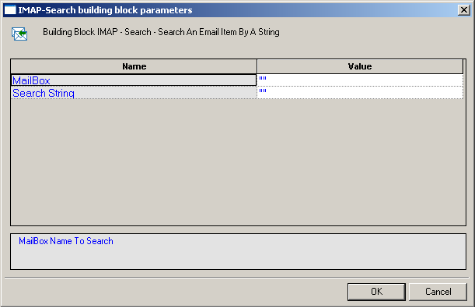 IMAP-Search building block parameters
Building Block IMAP - Search - Search An Email Item By A String
Name Value
MailBox ""
Search String ""
MailBox Name To Search
OK Cancel